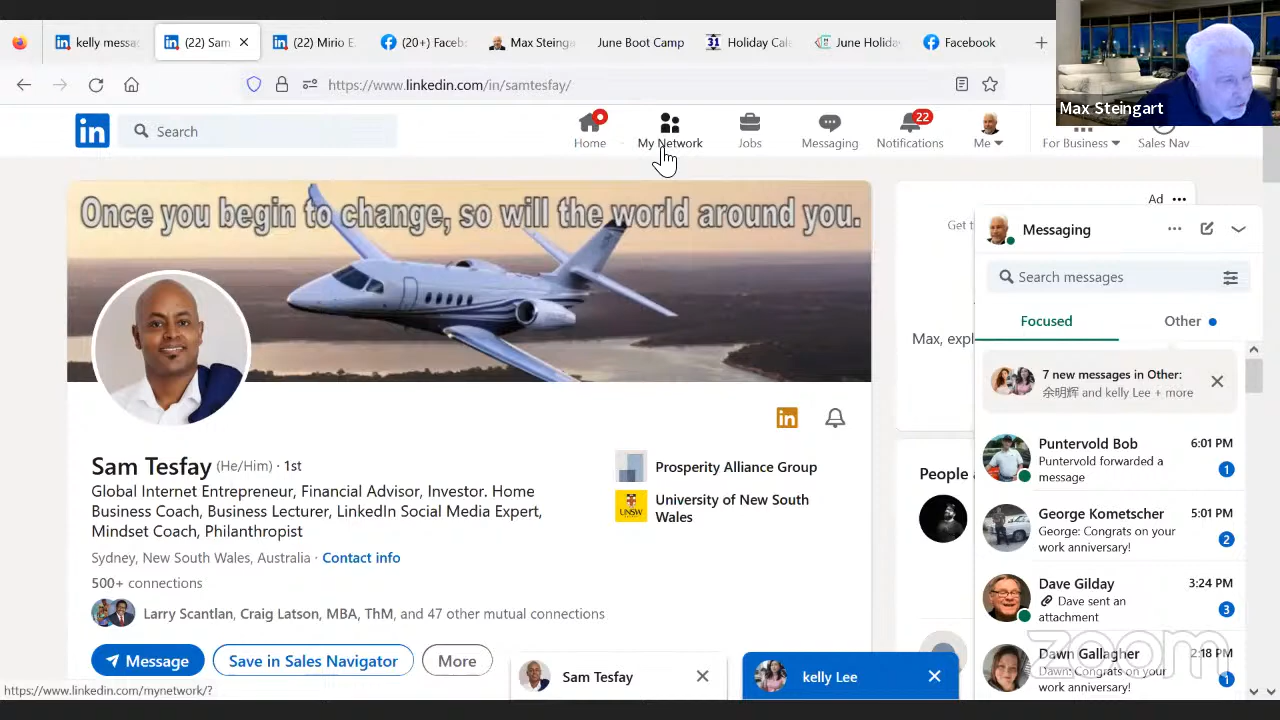 kelly messa
(22) Sam
(22) Mirio E.
(20+) Faceb
Max Steinga
June Boot Camp
31
Holiday Cal
June Holida
Facebook
Max Steingart
https://www.linkedin.com/in/samtesfay/
in
Search
Home
My Network
Jobs
Messaging
22
Notifications
Me
For Business
Sales Nav
Once you begin to change, so will the world around you.
Ad
Get t
Max, expl
People a
Messaging
Search messages
Focused
Other
7 new messages in Other:
余明辉 and kelly Lee + more
Puntervold Bob
6:01 PM
Puntervold forwarded a
message
1
George Kometscher
5:01 PM
George: Congrats on your
work anniversary!
2
Dave Gilday
3:24 PM
Dave sent an
attachment
3
Dawn Gallagher
2:18 PM
Dawn: Congrats on your
work anniversary!
1
in
Sam Tesfay (He/Him) · 1st
Global Internet Entrepreneur, Financial Advisor, Investor. Home
Business Coach, Business Lecturer, LinkedIn Social Media Expert,
Mindset Coach, Philanthropist
Sydney, New South Wales, Australia · Contact info
500+ connections
Larry Scantlan, Craig Latson, MBA, ThM, and 47 other mutual connections
Prosperity Alliance Group
UNSW
University of New South
Wales
Message
Save in Sales Navigator
More
Sam Tesfay
kelly Lee
https://www.linkedin.com/mynetwork/?
zoom